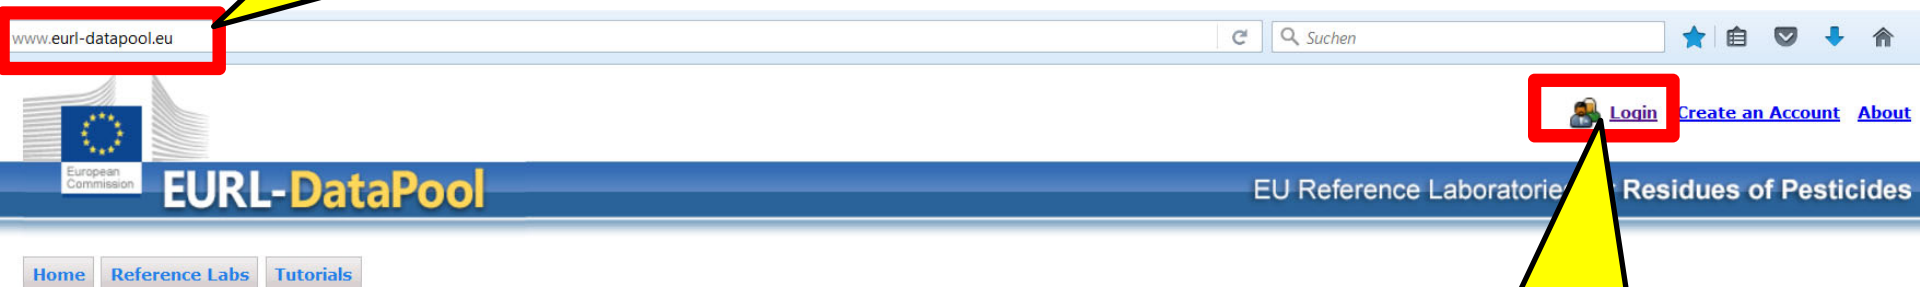 www.eurl-datapool.eu
Suchen
Login Create an Account About
European
Commission
EURL-DataPool
EU Reference Laboratorie Residues of Pesticides
Home Reference Labs Tutorials